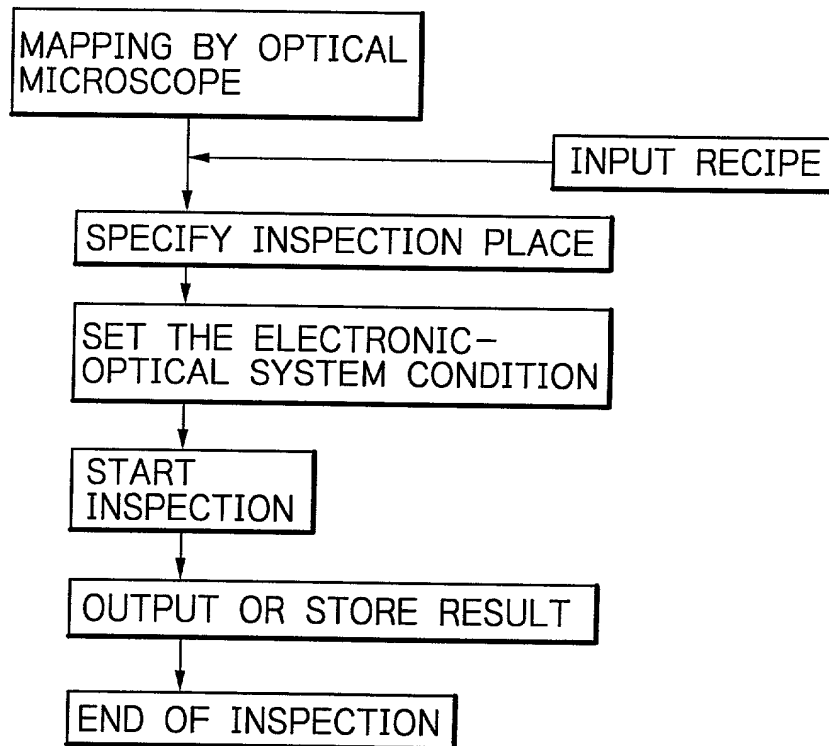 MAPPING BY OPTICAL
MICROSCOPE
INPUT RECIPE
SPECIFY INSPECTION PLACE
SET THE ELECTRONIC-
OPTICAL SYSTEM CONDITION
START
INSPECTION
OUTPUT OR STORE RESULT
END OF INSPECTION